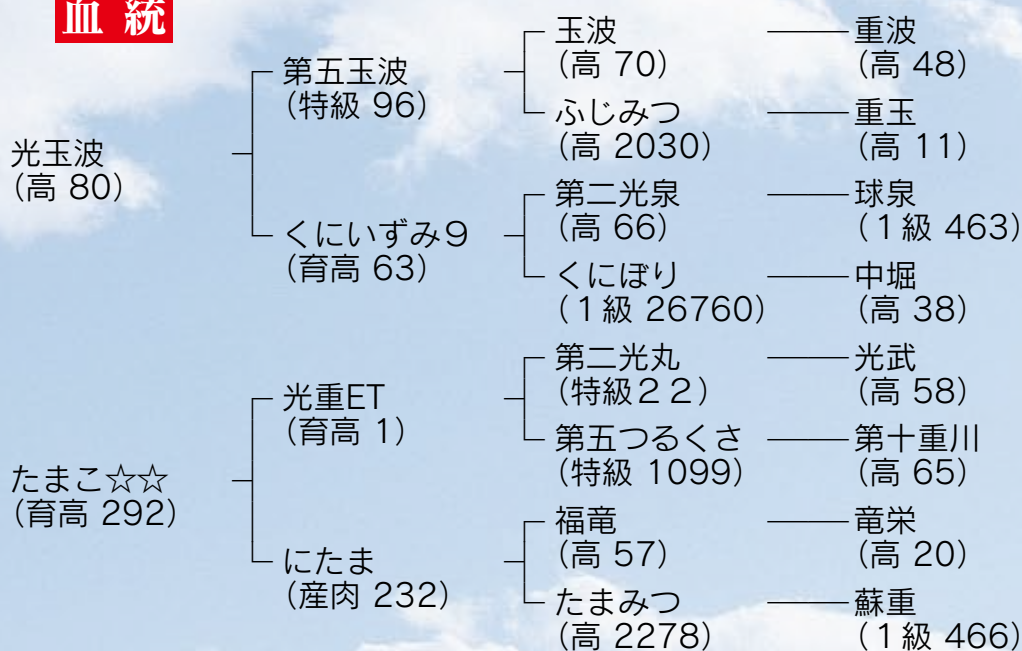 血統
光玉波
(高 80)
第五玉波
(特級 96)
玉波
(高 70)
重波
(高 48)
ふじみつ
(高 2030)
重玉
(高 11)
くにいずみ9
(育高 63)
第二光泉
(高 66)
球泉
(1級 463)
くにぼり
(1級 26760)
中堀
(高 38)
たまこ☆☆
(育高 292)
光重ET
(育高 1)
第二光丸
(特級22)
光武
(高 58)
第五つるくさ
(特級 1099)
第十重川
(高 65)
にたま
(産肉 232)
福竜
(高 57)
竜栄
(高 20)
たまみつ
(高 2278)
蘇重
(1級 466)